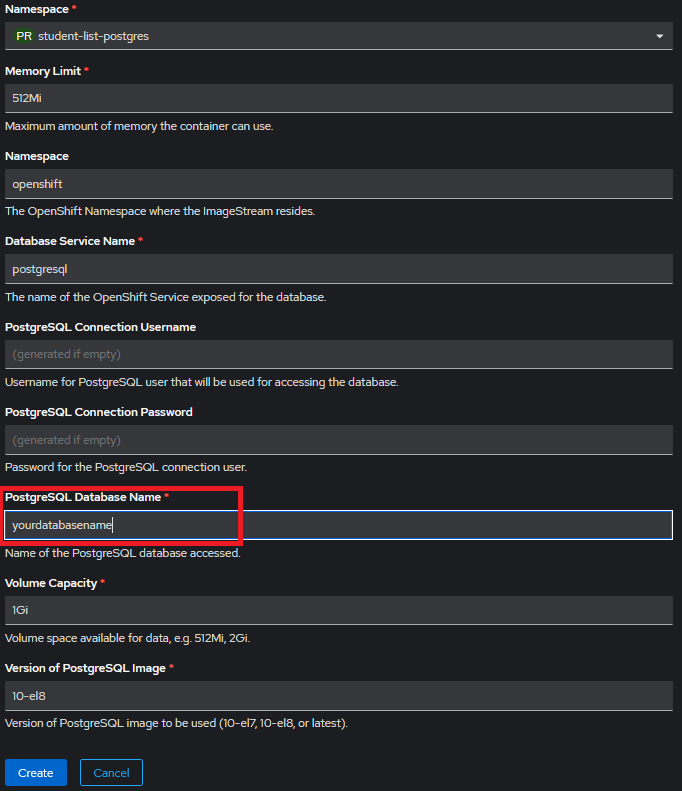 Namespace *
PR student-list-postgres
Memory Limit *
512Mi
Maximum amount of memory the container can use.
Namespace
openshift
The OpenShift Namespace where the ImageStream resides.
Database Service Name *
postgresql
The name of the OpenShift Service exposed for the database.
PostgreSQL Connection Username
(generated if empty)
Username for PostgreSQL user that will be used for accessing the database.
PostgreSQL Connection Password
(generated if empty)
Password for the PostgreSQL connection user.
PostgreSQL Database Name *
yourdatabasename
Name of the PostgreSQL database accessed.
Volume Capacity *
1Gi
Volume space available for data, e.g. 512Mi, 2Gi.
Version of PostgreSQL Image *
10-el8
Version of PostgreSQL image to be used (10-el7, 10-el8, or latest).
Create Cancel